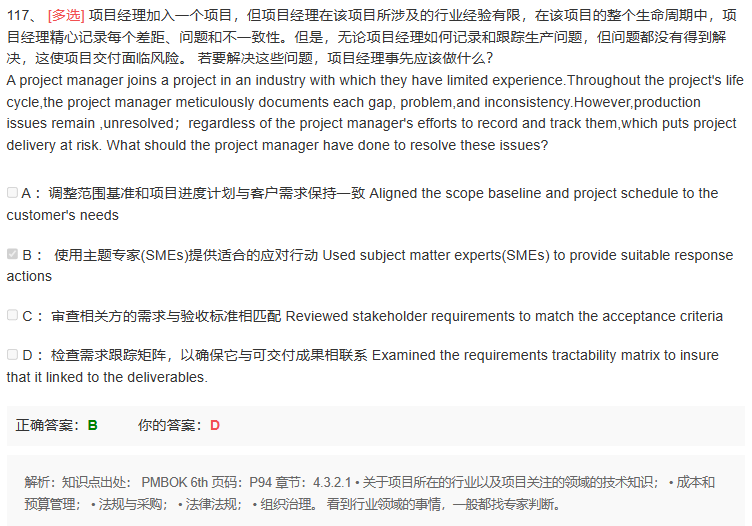 117、 [多选] 项目经理加入一个项目，但项目经理在该项目所涉及的行业经验有限，在该项目的整个生命周期中，项
目经理精心记录每个差距、问题和不一致性。但是，无论项目经理如何记录和跟踪生产问题，但问题都没有得到解
决，这使项目交付面临风险。 若要解决这些问题，项目经理事先应该做什么？
A project manager joins a project in an industry with which they have limited experience.Throughout the project's life
cycle,the project manager meticulously documents each gap, problem,and inconsistency.However,production
issues remain ,unresolved；regardless of the project manager's efforts to record and track them,which puts project
delivery at risk. What should the project manager have done to resolve these issues?
A： 调整范围基准和项目进度计划与客户需求保持一致 Aligned the scope baseline and project schedule to the
customer's needs
B： 使用主题专家(SMEs)提供适合的应对行动 Used subject matter experts(SMEs) to provide suitable response
actions
C： 审查相关方的需求与验收标准相匹配 Reviewed stakeholder requirements to match the acceptance criteria
D： 检查需求跟踪矩阵，以确保它与可交付成果相联系 Examined the requirements tractability matrix to insure
that it linked to the deliverables.
正确答案：B 你的答案：D
解析：知识点出处： PMBOK 6th 页码：P94 章节：4.3.2.1 • 关于项目所在的行业以及项目关注的领域的技术知识； • 成本和
预算管理； • 法规与采购； • 法律法规； • 组织治理。 看到行业领域的事情，一般都找专家判断。